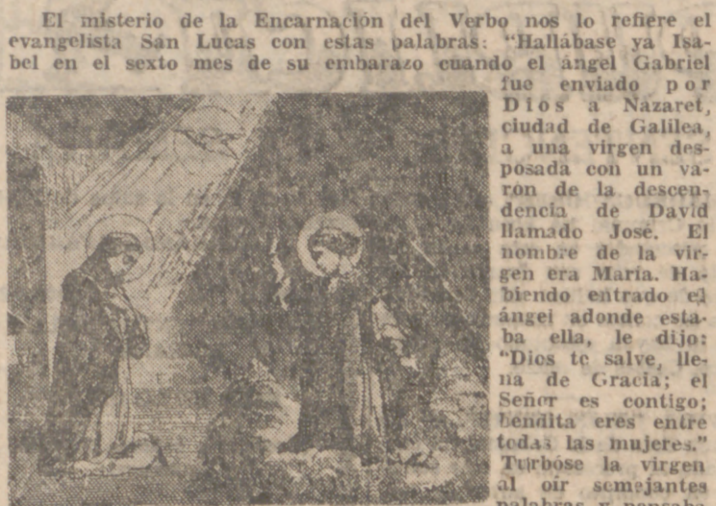 El misterio de la Encarnación del Verbo nos lo refiere el
evangelista San Lucas con estas palabras: "Hallábase ya Isa-
bel en el sexto mes de su embarazo cuando el ángel Gabriel
fue enviado por
Dios a Nazaret,
ciudad de Galilea,
a una virgen des-
posada con un va-
rón de la descen-
dencia de David
llamado José. El
nombre de la vir-
gen era María. Ha-
biendo entrado el
ángel adonde esta-
ba ella, le dijo:
"Dios te salve, lle-
na de Gracia; el
Señor es contigo;
bendita eres entre
todas las mujeres."
Turbóse la virgen
al oír semejantes
palabras y pensaba